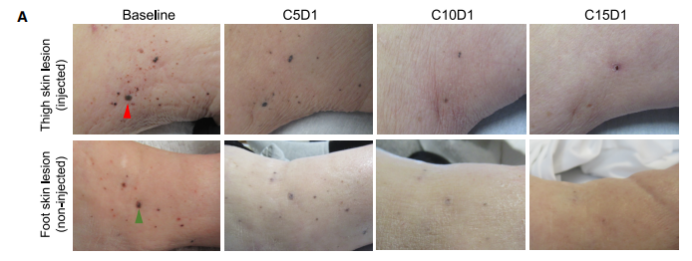 A
Baseline C5D1 C10D1 C15D1
Thigh skin lesion
(injected)
Foot skin lesion
(non-injected)